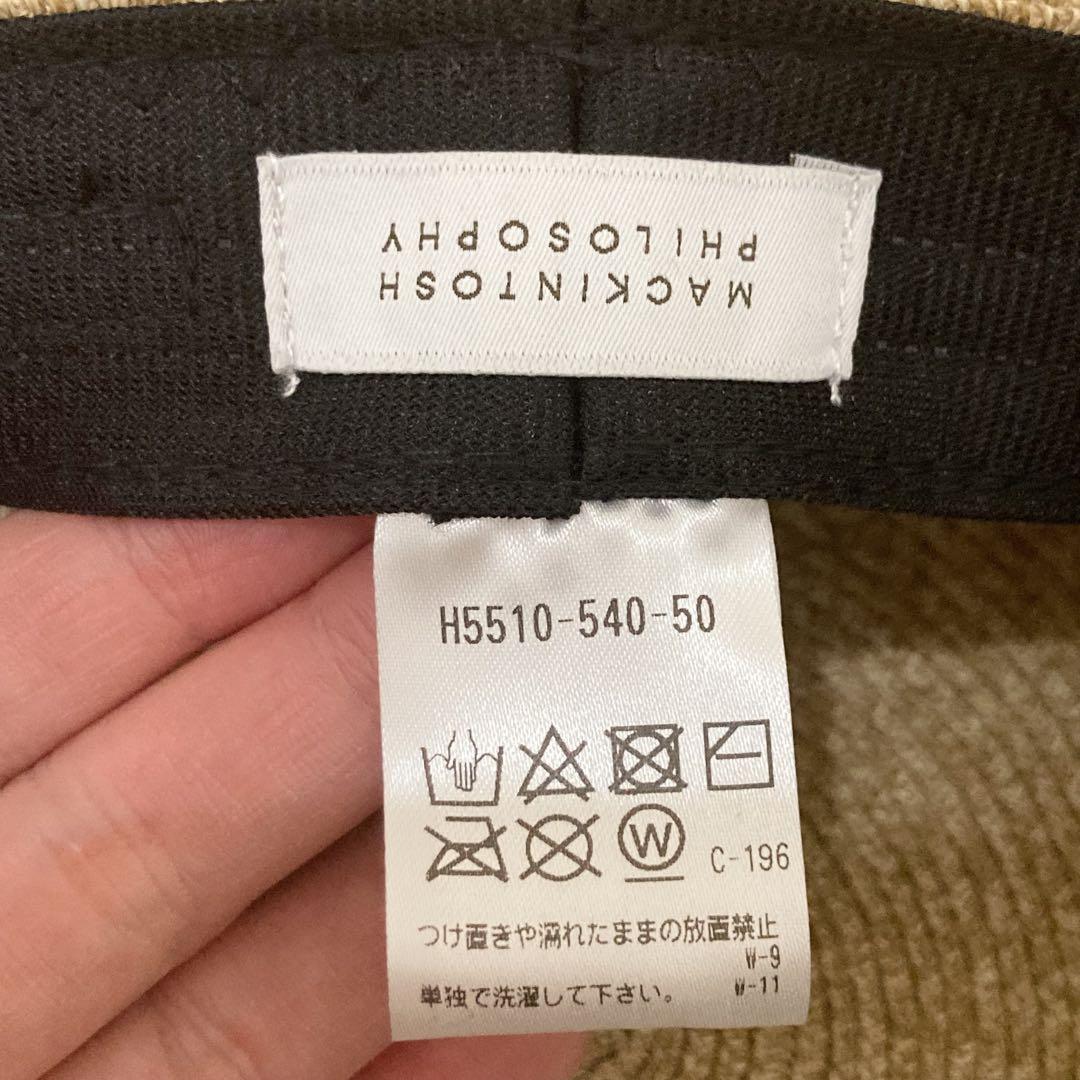 MACKINTOSH
PHILOSOPHY
H5510-540-50
W
C-196
つけ置きや濡れたままの放置禁止
W-9
単独で洗濯して下さい。 W-11